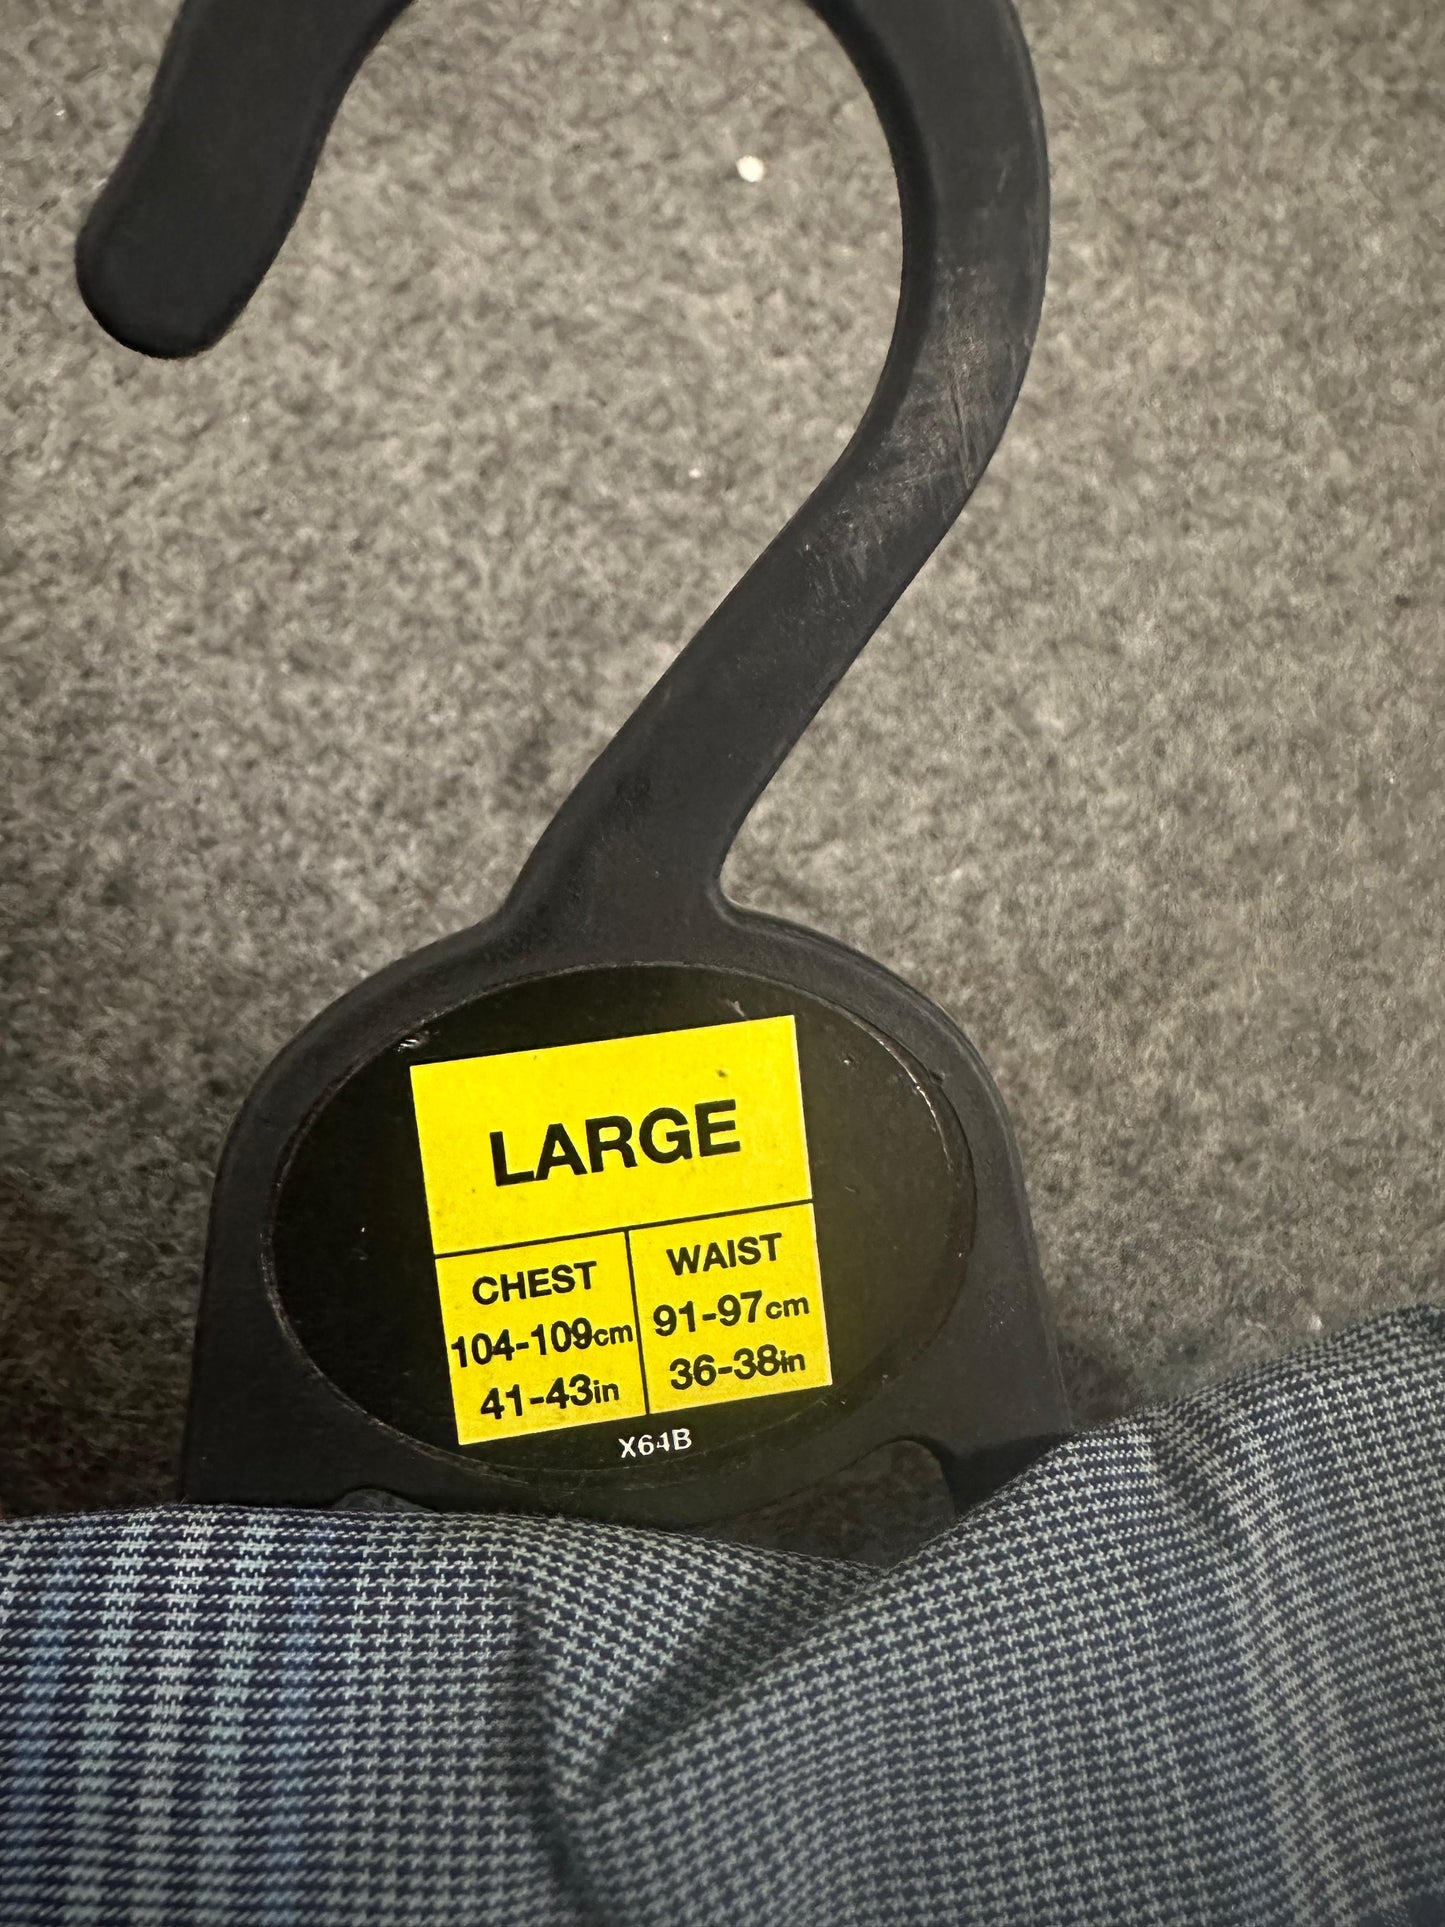 LARGE
CHEST
104-109cm
41-43in
WAIST
91-97cm
36-38in
X64B